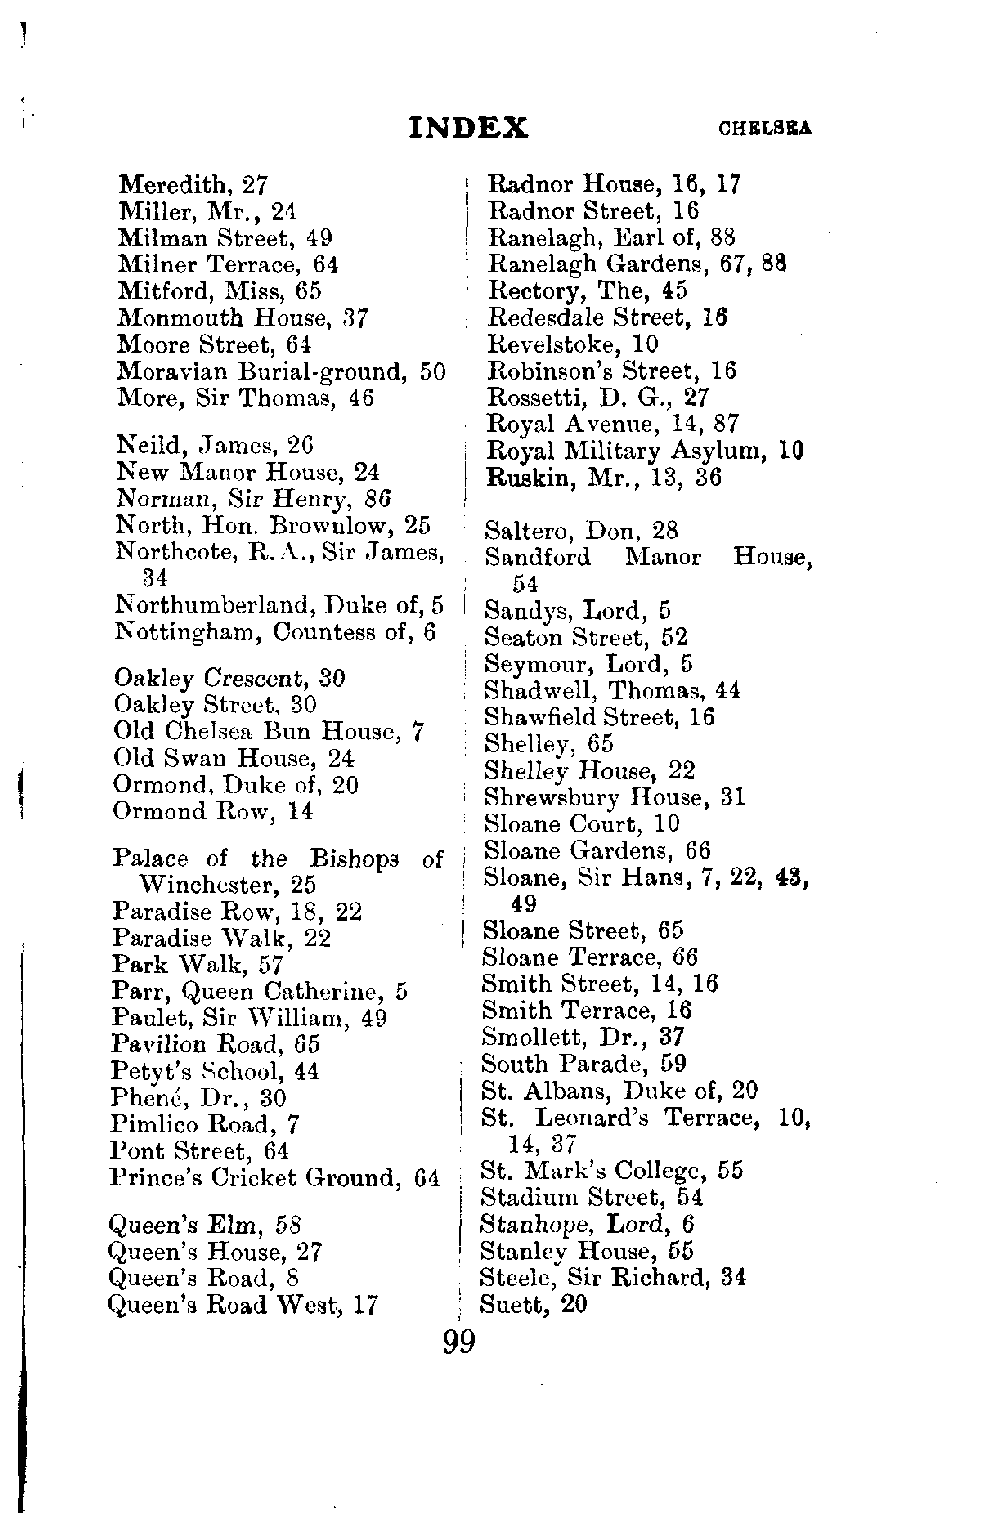 INDEX CHELSEA
Meredith, 27
Miller, Mr., 24
Milman Street, 49
Milner Terrace, 64
Mitford, Miss, 65
Monmouth House, 37
Moore Street, 64
Moravian Burial-ground, 50
More, Sir Thomas, 46
Neild, James, 26
New Manor House, 24
Norman, Sir Henry, 86
North, Hon. Brownlow, 25
Northcote, R.A., Sir James,
34
Northumberland, Duke of, 5
Nottingham, Countess of, 6
Oakley Crescent, 30
Oakley Street, 30
Old Chelsea Bun House, 7
Old Swan House, 24
Ormond, Duke of, 20
Ormond Row, 14
Palace of the Bishops of
Winchester, 25
Paradise Row, 18, 22
Paradise Walk, 22
Park Walk, 57
Parr, Queen Catherine, 5
Paulet, Sir William, 49
Pavilion Road, 65
Petyt's School, 44
Phené, Dr., 30
Pimlico Road, 7
Pont Street, 64
Prince's Cricket Ground, 64
Queen's Elm, 58
Queen's House, 27
Queen's Road, 8
Queen's Road West, 17
Radnor House, 16, 17
Radnor Street, 16
Ranelagh, Earl of, 88
Ranelagh Gardens, 67, 88
Rectory, The, 45
Redesdale Street, 16
Revelstoke, 10
Robinson's Street, 16
Rossetti, D. G., 27
Royal Avenue, 14, 87
Royal Military Asylum, 10
Ruskin, Mr., 13, 36
Saltero, Don, 28
Sandford Manor House,
54
Sandys, Lord, 5
Seaton Street, 52
Seymour, Lord, 5
Shadwell, Thomas, 44
Shawfield Street, 16
Shelley, 65
Shelley House, 22
Shrewsbury House, 31
Sloane Court, 10
Sloane Gardens, 66
Sloane, Sir Hans, 7, 22, 43,
49
Sloane Street, 65
Sloane Terrace, 66
Smith Street, 14, 16
Smith Terrace, 16
Smollett, Dr., 37
South Parade, 59
St. Albans, Duke of, 20
St. Leonard's Terrace, 10,
14, 37
St. Mark's College, 55
Stadium Street, 54
Stanhope, Lord, 6
Stanley House, 55
Steele, Sir Richard, 34
Suett, 20
99